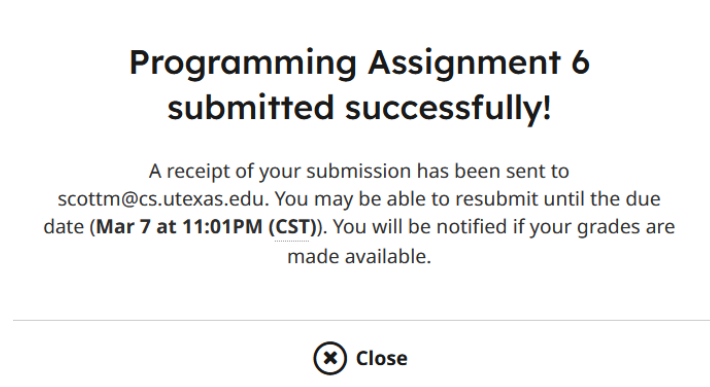 Programming Assignment 6
submitted successfully!
A receipt of your submission has been sent to
scottm@cs.utexas.edu. You may be able to resubmit until the due
date (Mar 7 at 11:01PM (CST)). You will be notified if your grades are
made available.
Close